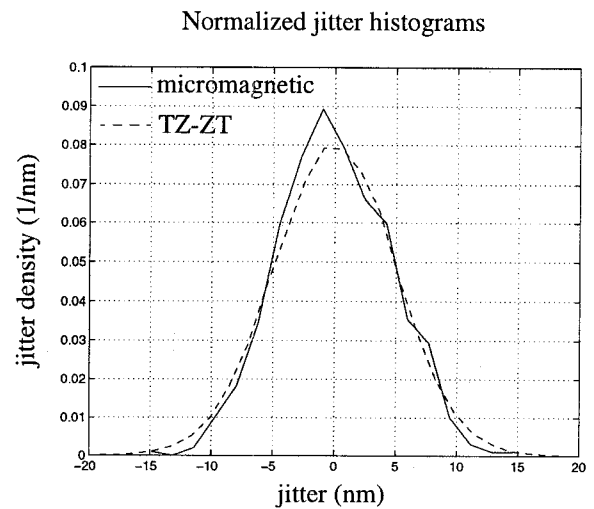 Normalized jitter histograms
0.1
micromagnetic
0.09
TZ-ZT
0.08
0.07
0.06
0.05
0.04
0.03
0.02
0.01
0
jitter density (1/nm)
−20 −15 −10 −5 0 5 10 15 20
jitter (nm)